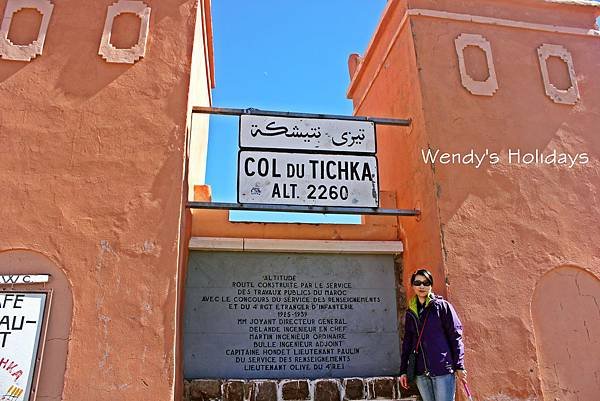 تيزي نتيشكة
COL DU TICHKA
ALT. 2260
Wendy's Holidays
ALTITUDE
ROUTE CONSTRUITE PAR LE SERVICE
DES TRAVAUX PUBLICS DU MAROC
AVEC LE CONCOURS DU SERVICE DES RENSEIGNEMENTS
ET DU 4E RGT ETRANGER D'INFANTERIE
1925-1939
MM JOYANT DIRECTEUR GENERAL
DELANDE INGENIEUR EN CHEF
MARTIN INGENIEUR ORDINAIRE
BULLE INGENIEUR ADJOINT
CAPITAINE HONDET LIEUTENANT PAULIN
DU SERVICE DES RENSEIGNEMENTS
LIEUTENANT OLIVE DU 4E REI
WC